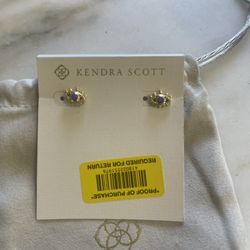 KENDRA SCOTT
"PROOF OF PURCHASE"
REQUIRED FOR RETURN